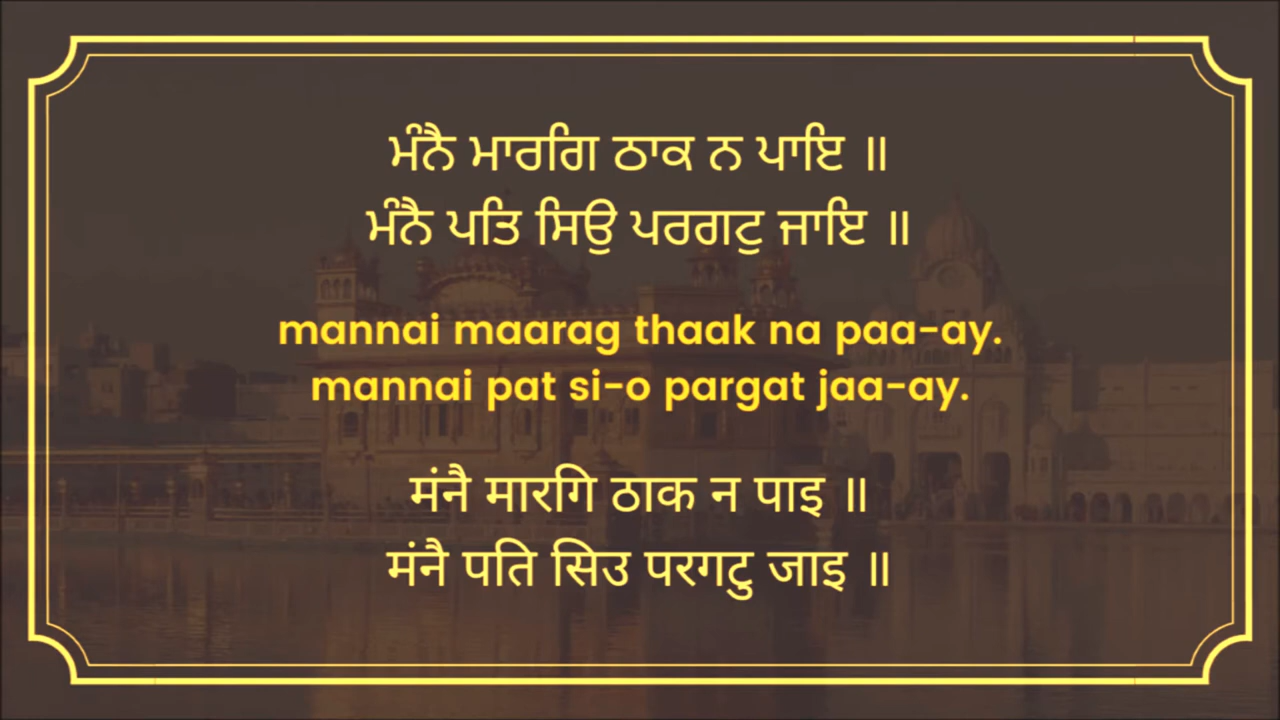 ਮੰਨੈ ਮਾਰਗਿ ਠਾਕ ਨ ਪਾਇ ॥
ਮੰਨੈ ਪਤਿ ਸਿਉ ਪਰਗਟੁ ਜਾਇ ॥
mannai maarag thaak na paa-ay.
mannai pat si-o pargat jaa-ay.
मंनै मारगि ठाक न पाइ ॥
मंनै पति सिउ परगटु जाइ ॥